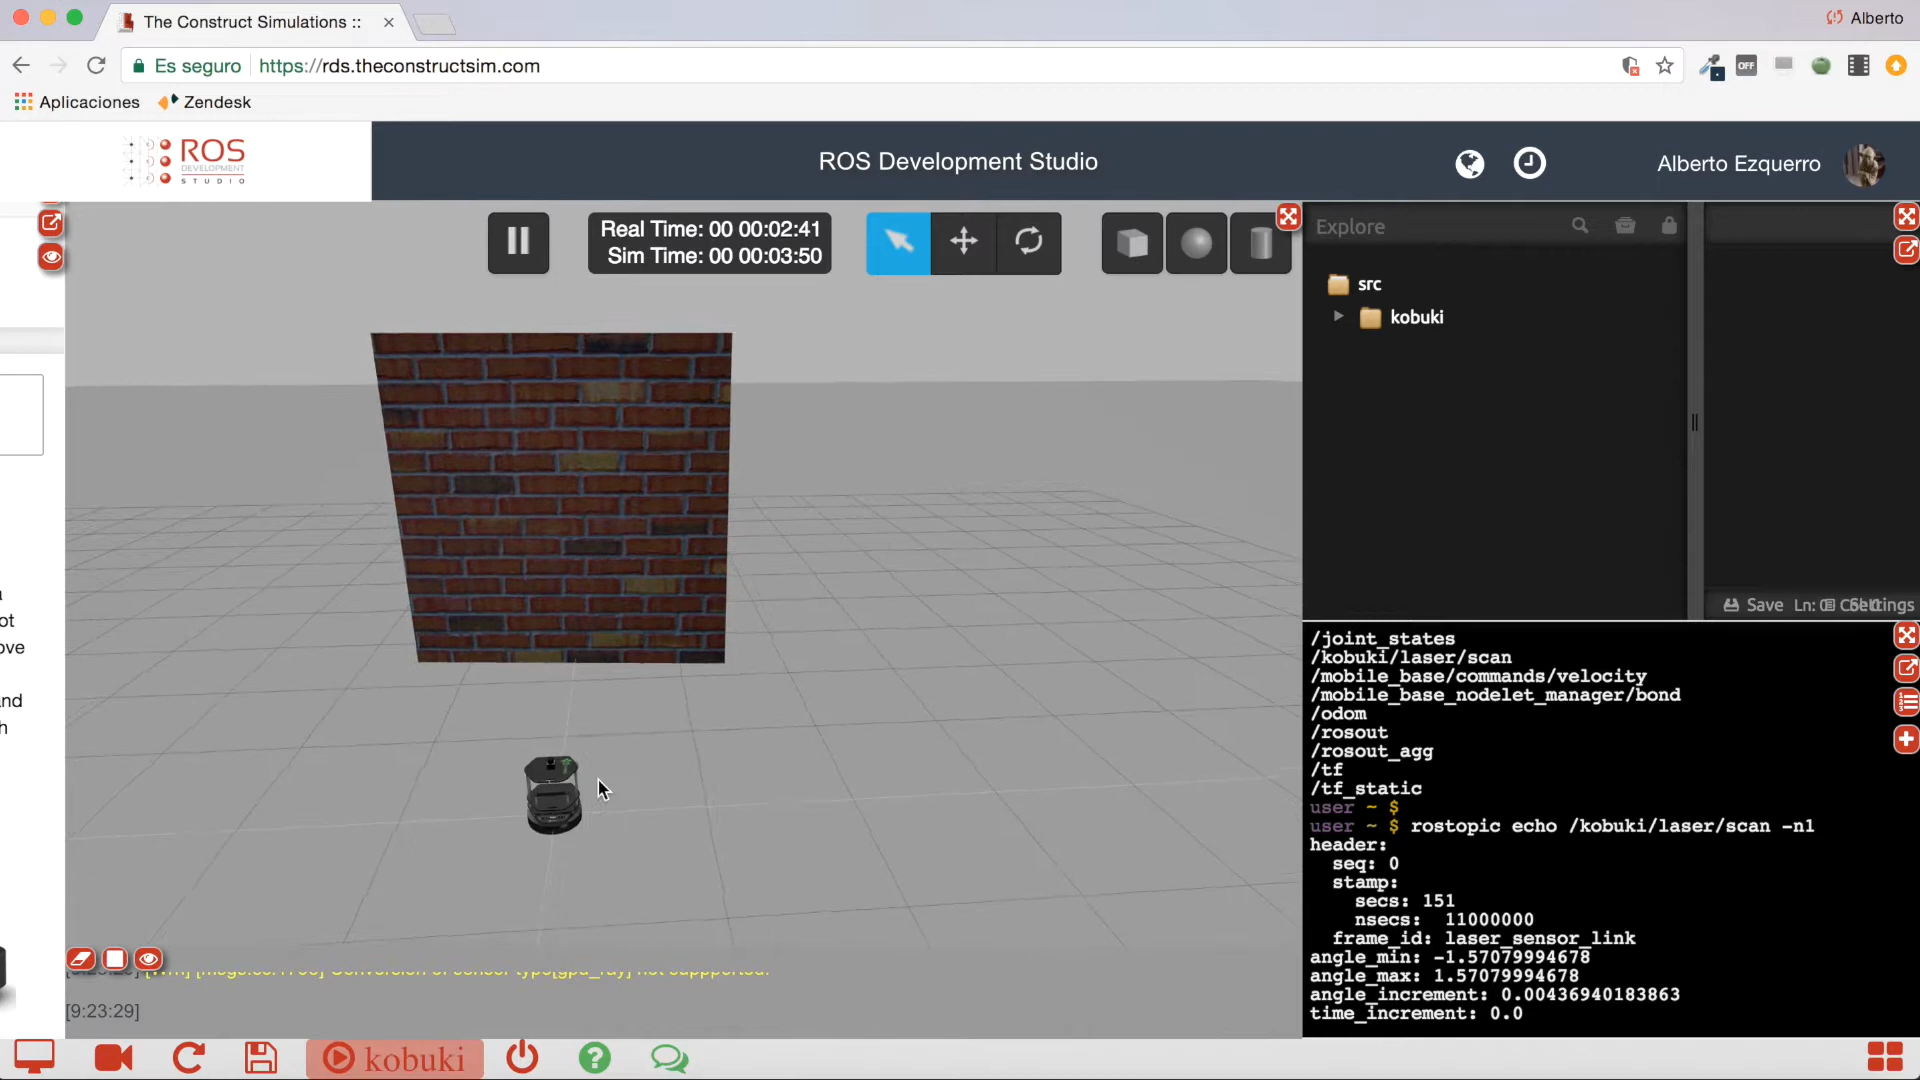 The Construct Simulations ::
Alberto
Es seguro
https://rds.theconstructsim.com
OFF
Aplicaciones
Zendesk
ROS
DEVELOPMENT
STUDIO
ROS Development Studio
Alberto Ezquerro
Real Time: 00 00:02:41
Sim Time: 00 00:03:50
Explore
src
kobuki
ot
ove
nd
h
Save
Ln:
/joint_states
/kobuki/laser/scan
/mobile_base/commands/velocity
/mobile_base_nodelet_manager/bond
/odom
/rosout
/rosout_agg
/tf
/tf_static
user ~ $
user ~ $ rostopic echo /kobuki/laser/scan -n1
header:
seq: 0
stamp:
secs: 151
nsecs: 11000000
frame_id: laser_sensor_link
angle_min: -1.57079994678
angle_max: 1.57079994678
angle_increment: 0.00436940183863
time_increment: 0.0
[9:23:29]
kobuki